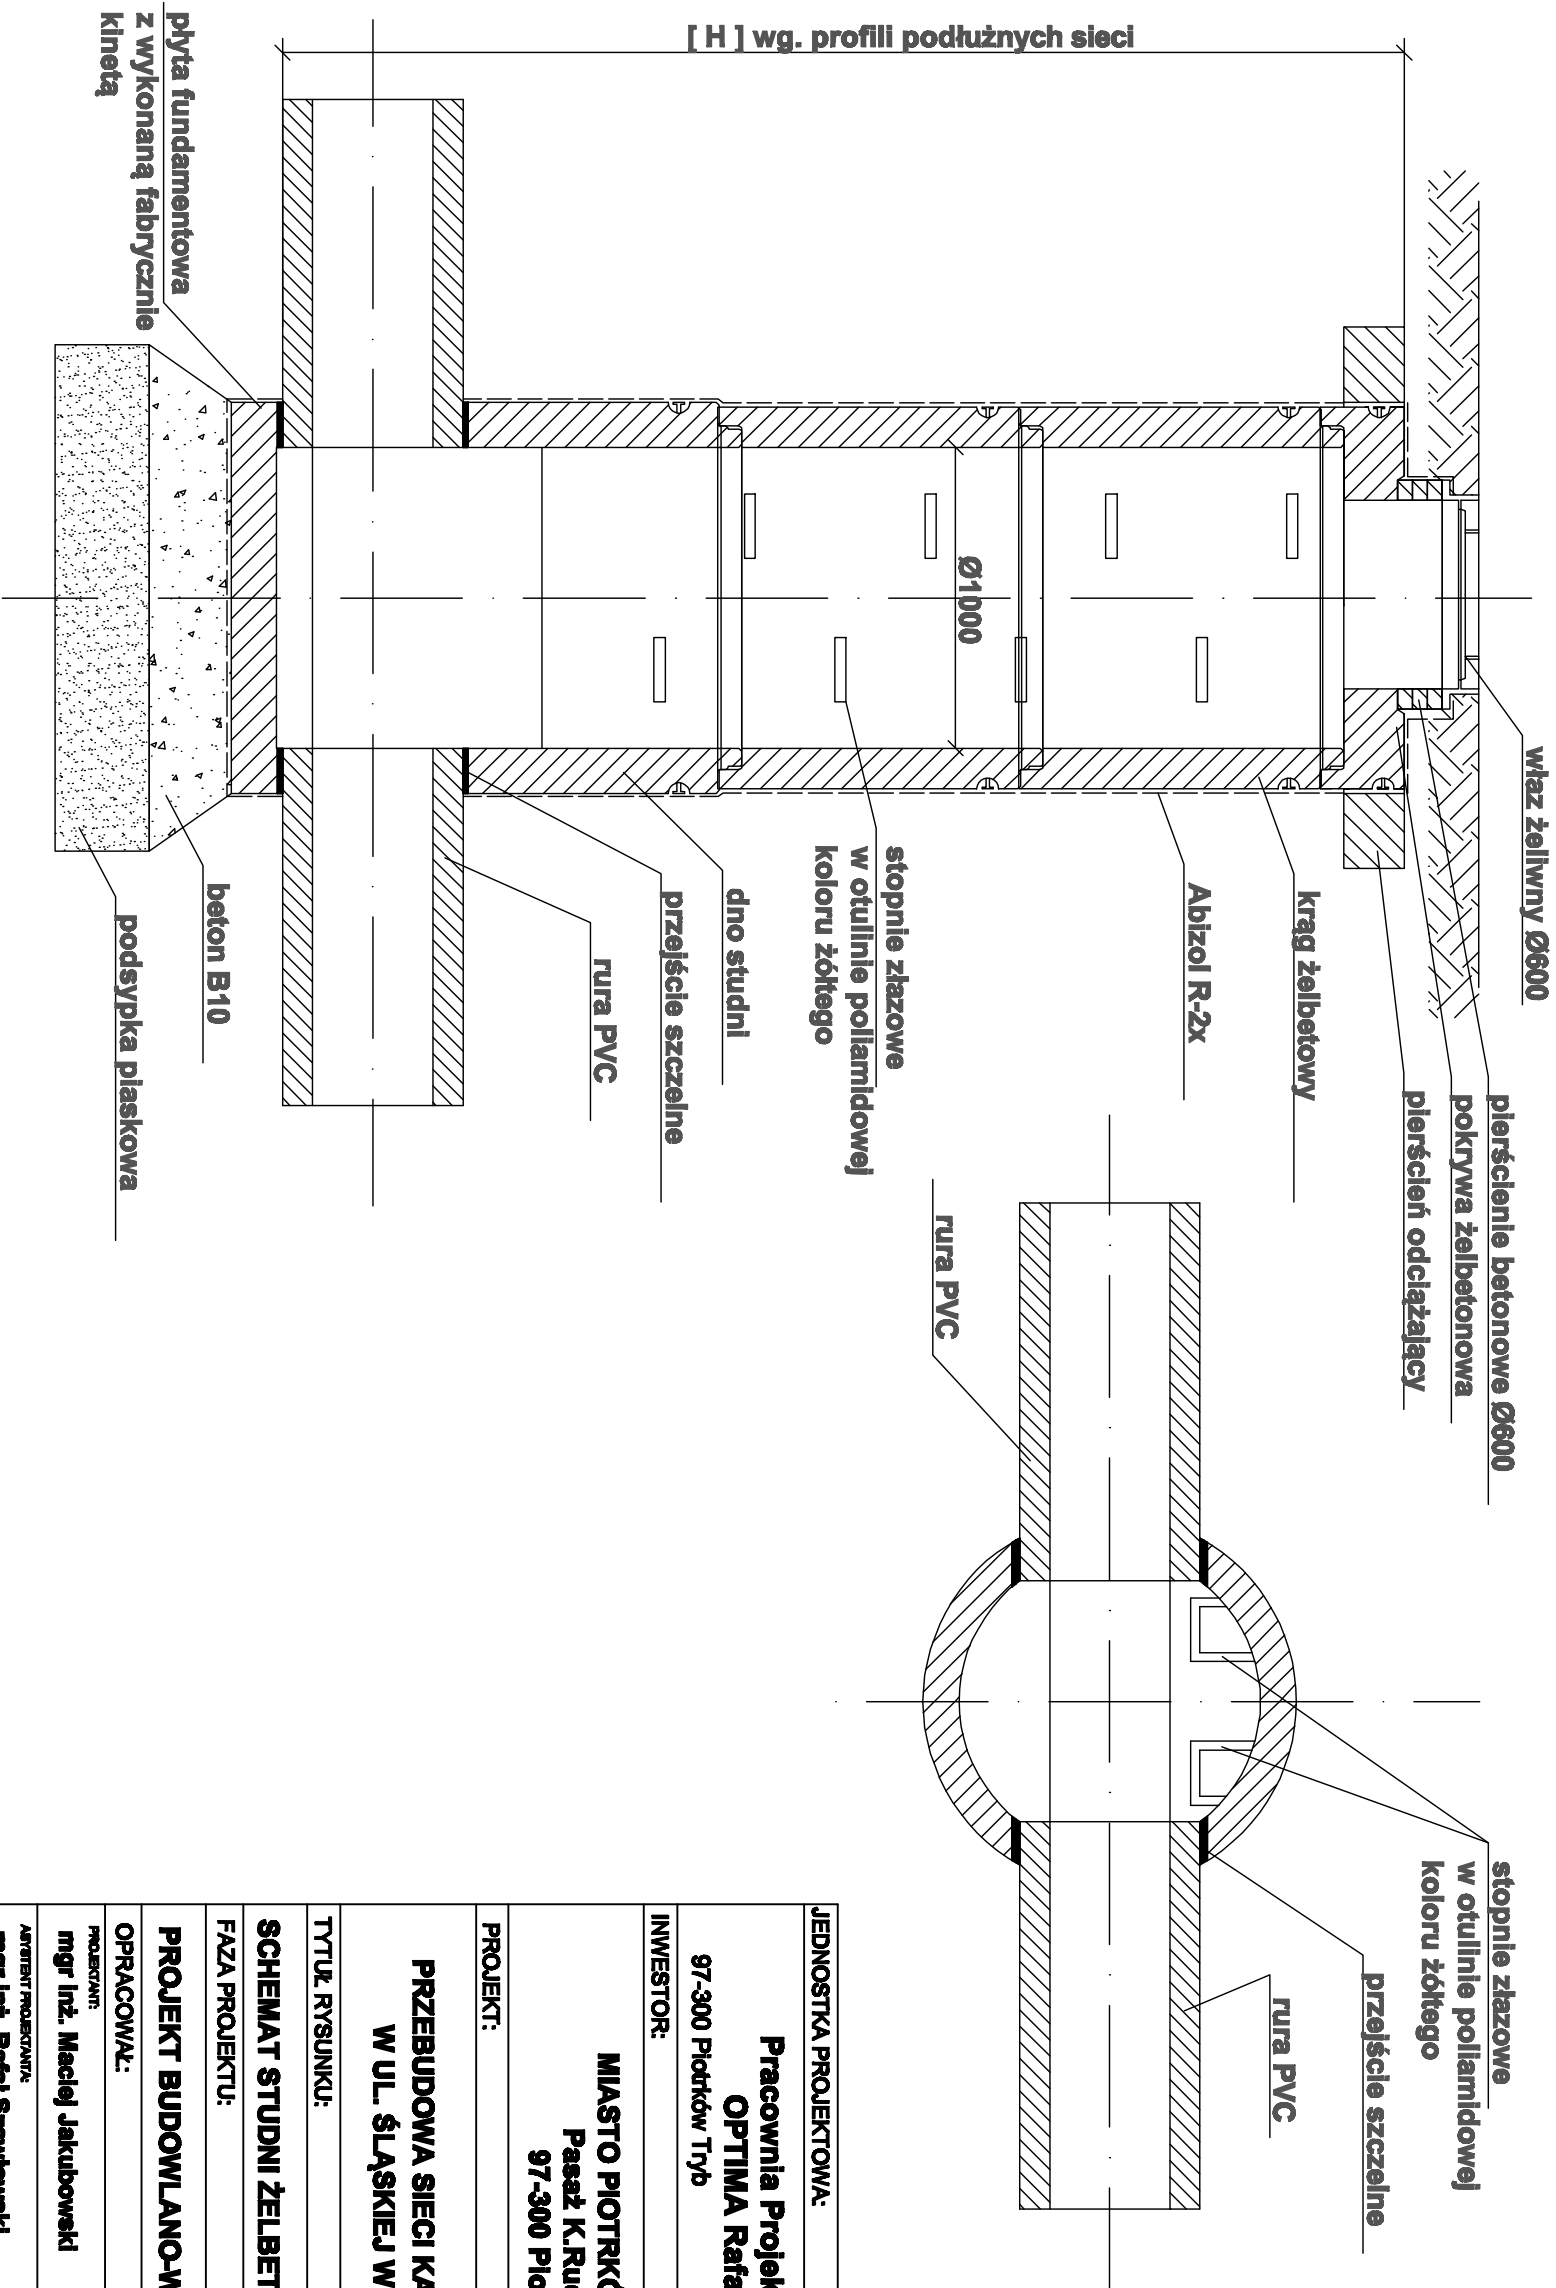 [ H ] wg. profili podłużnych sieci
właz żeliwny Ø600
pierścienie betonowe Ø600
pokrywa żelbetonowa
pierścień odciążający
krąg żelbetowy
Abizol R-2x
stopnie złazowe
w otulinie poliamidowej
koloru żółtego
Ø1000
dno studni
przejście szczelne
rura PVC
beton B10
podsypka piaskowa
płyta fundamentowa
z wykonaną fabrycznie
kinetą
stopnie złazowe
w otulinie poliamidowej
koloru żółtego
przejście szczelne
rura PVC
rura PVC
JEDNOSTKA PROJEKTOWA:
Pracownia Projek
OPTIMA Rafa
97-300 Piotrków Tryb
INWESTOR:
MIASTO PIOTRKÓ
Pasaż K.Ru
97-300 Pio
PROJEKT:
PRZEBUDOWA SIECI KA
W UL. ŚLĄSKIEJ W
TYTUŁ RYSUNKU:
SCHEMAT STUDNI ŻELBET
FAZA PROJEKTU:
PROJEKT BUDOWLANO-W
OPRACOWAŁ:
PROJEKTANT:
mgr inż. Maciej Jakubowski
ASYSTENT PROJEKTANTA:
mgr inż. Rafał